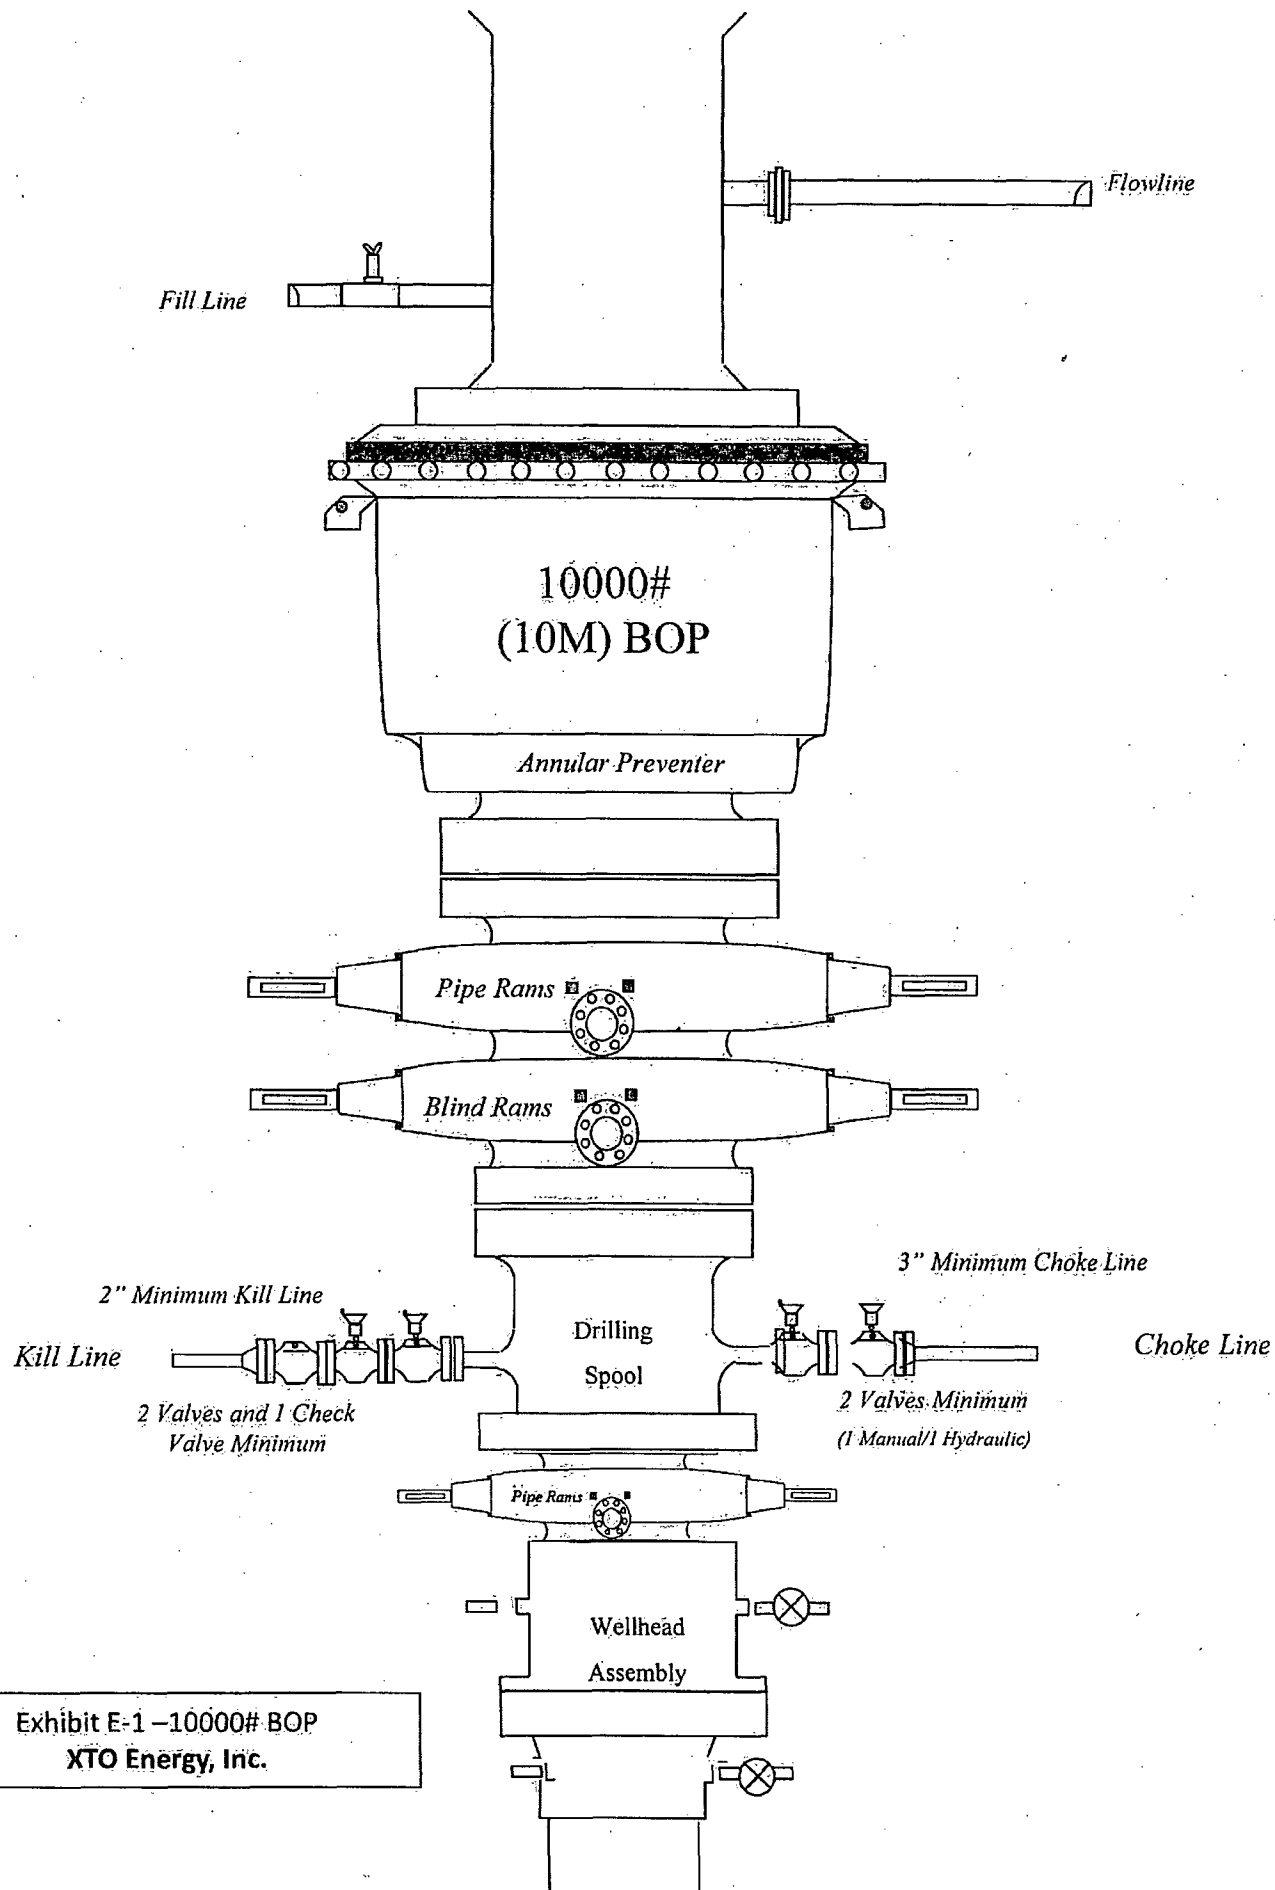 Flowline
Fill Line
10000#
(10M) BOP
Annular Preventer
Pipe Rams
Blind Rams
3" Minimum Choke Line
2" Minimum Kill Line
Drilling
Spool
Kill Line
Choke Line
2 Valves and 1 Check
Valve Minimum
2 Valves Minimum
(1 Manual/1 Hydraulic)
Pipe Rams
Wellhead
Assembly
Exhibit E-1 –10000# BOP
XTO Energy, Inc.